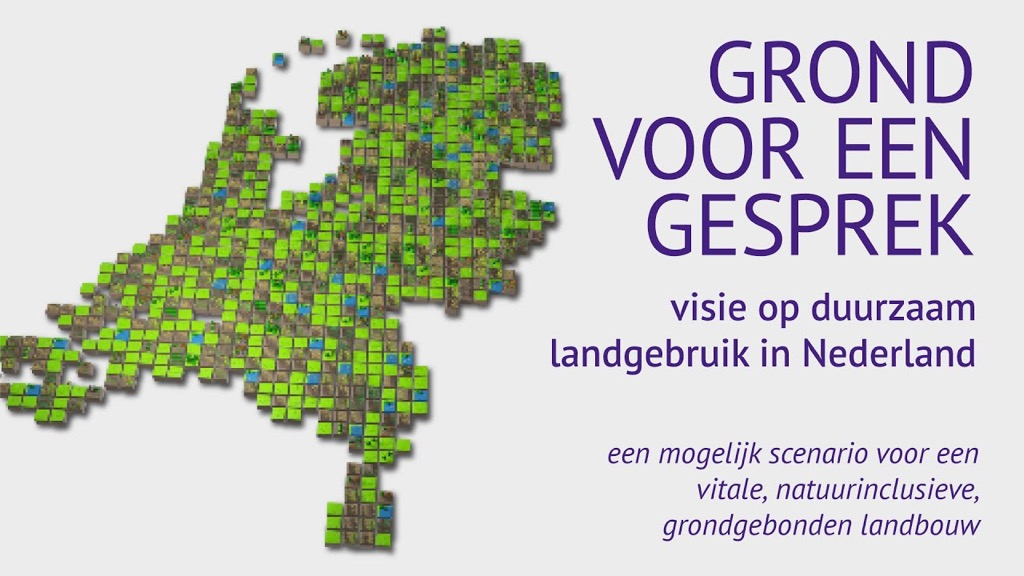 GROND
VOOR EEN
GESPREK
visie op duurzaam
landgebruik in Nederland
een mogelijk scenario voor een
vitale, natuurinclusieve,
grondgebonden landbouw